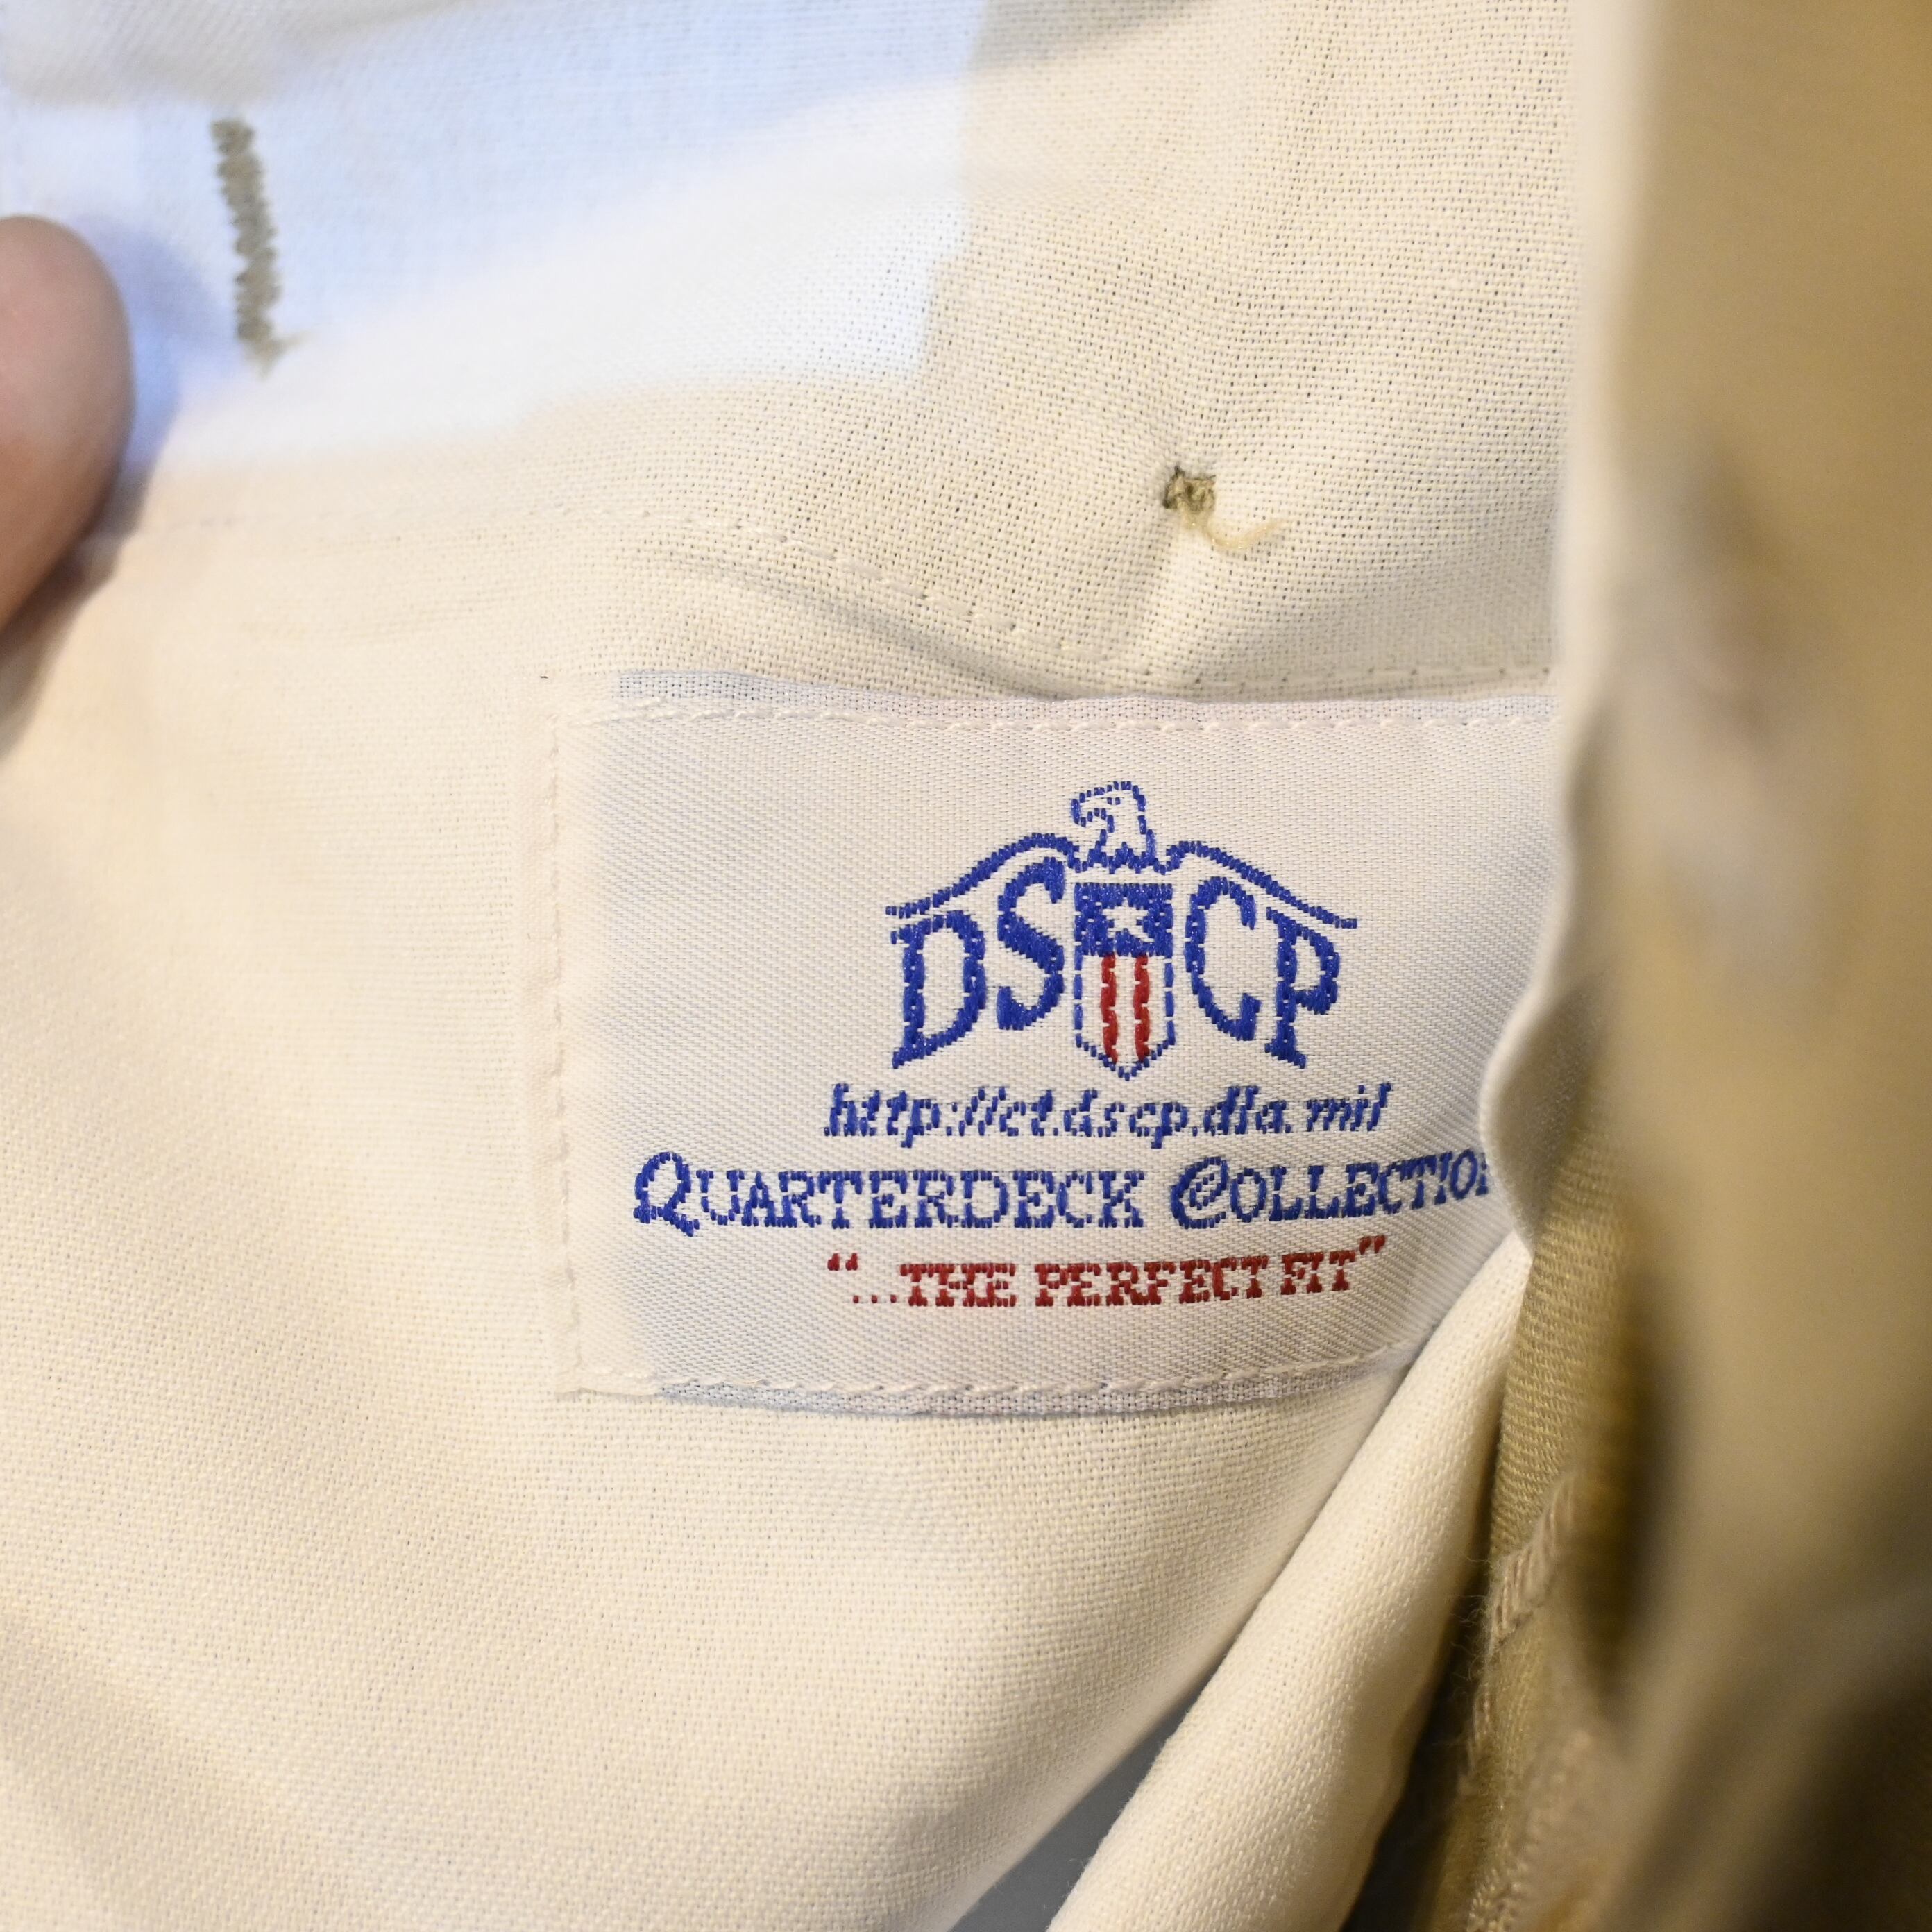 DSCP
http://ct.dscp.dla.mil
QUARTERDECK COLLECTION
"...THE PERFECT FIT"